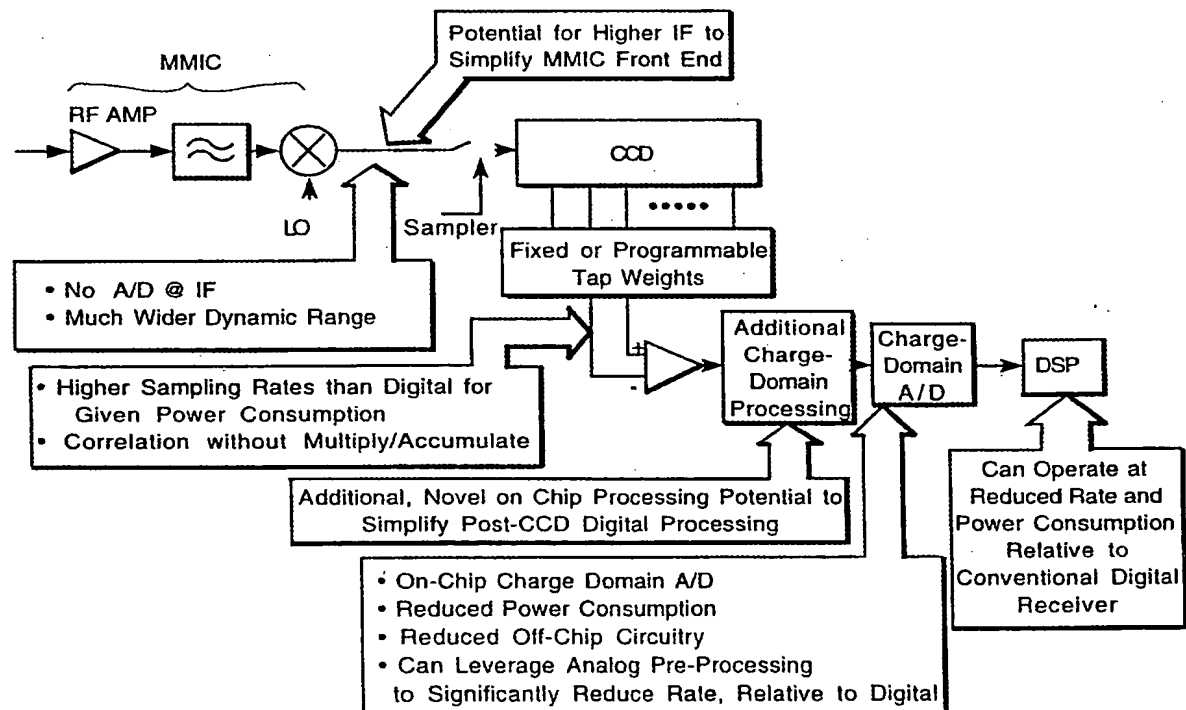 Potential for Higher IF to
Simplify MMIC Front End
MMIC
RF AMP
CCD
LO
Sampler
Fixed or Programmable
Tap Weights
• No A/D @ IF
• Much Wider Dynamic Range
+
-
Additional
Charge-
Domain
Processing
Charge-
Domain
A/D
DSP
• Higher Sampling Rates than Digital for
Given Power Consumption
• Correlation without Multiply/Accumulate
Additional, Novel on Chip Processing Potential to
Simplify Post-CCD Digital Processing
Can Operate at
Reduced Rate and
Power Consumption
Relative to
Conventional Digital
Receiver
• On-Chip Charge Domain A/D
• Reduced Power Consumption
• Reduced Off-Chip Circuitry
• Can Leverage Analog Pre-Processing
to Significantly Reduce Rate, Relative to Digital